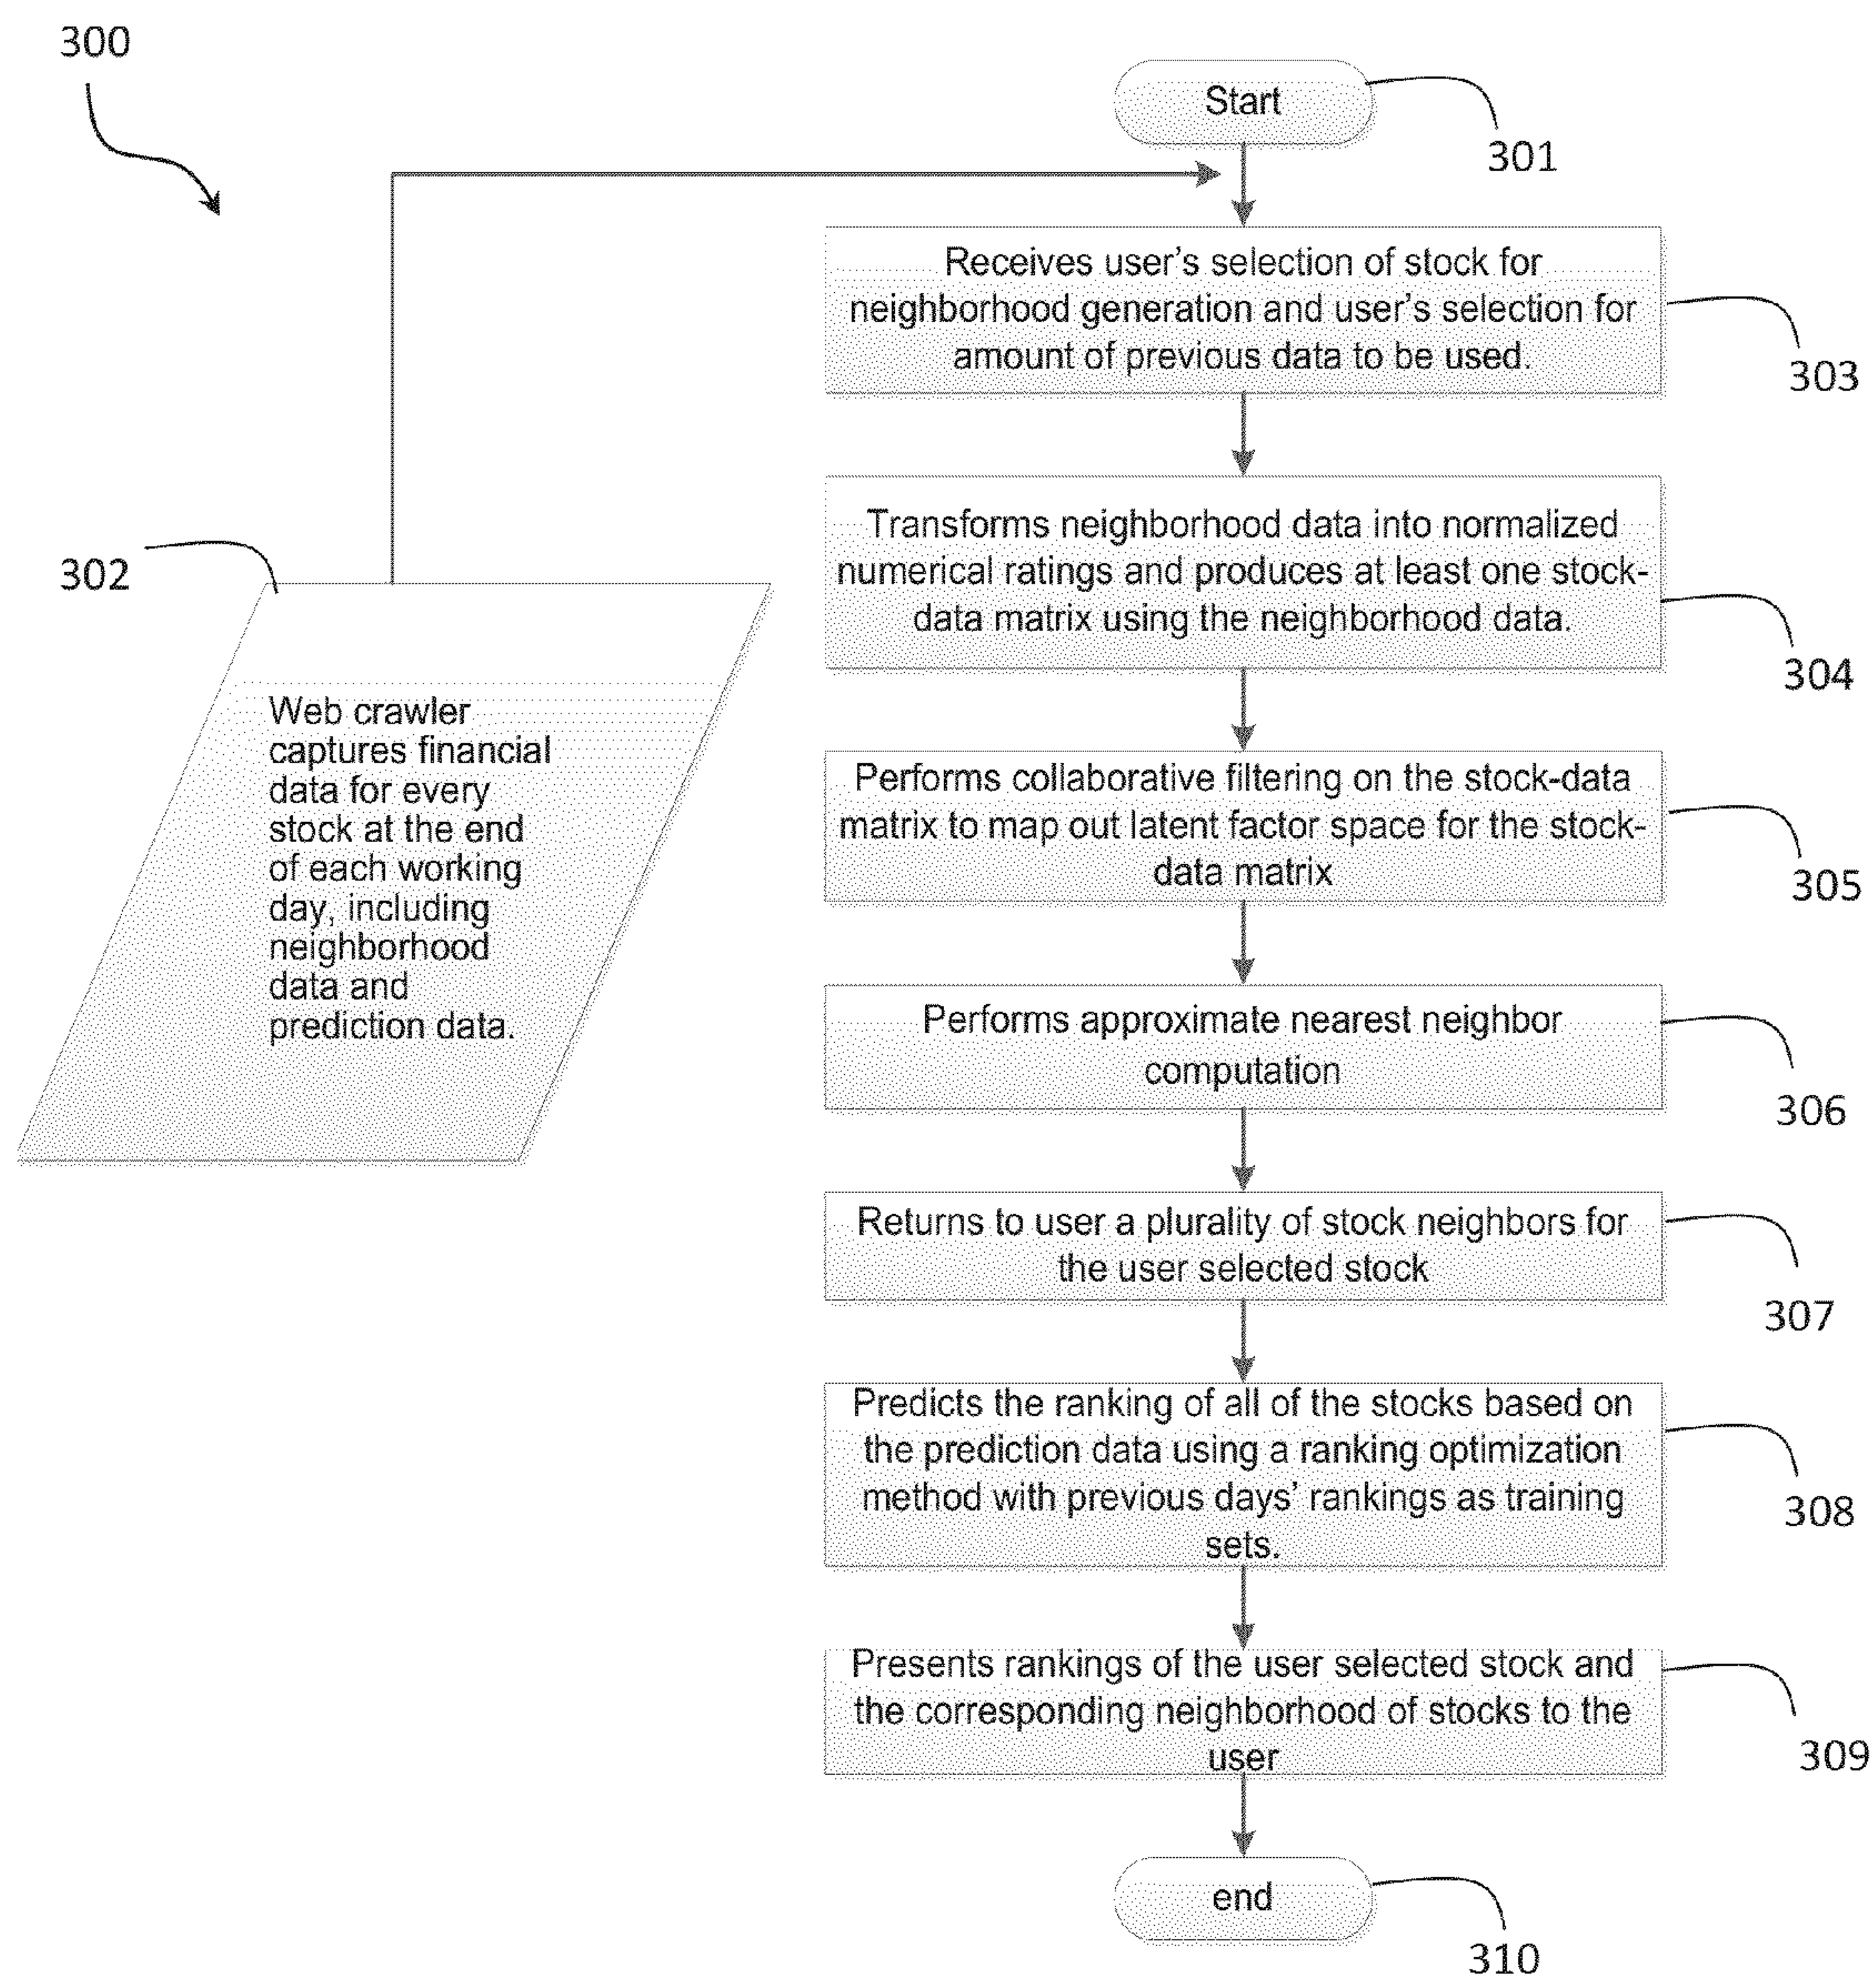 300
Start
301
Receives user's selection of stock for
neighborhood generation and user's selection for
amount of previous data to be used.
303
Transforms neighborhood data into normalized
numerical ratings and produces at least one stock-
data matrix using the neighborhood data.
304
302
Web crawler
captures financial
data for every
stock at the end
of each working
day, including
neighborhood
data and
prediction data.
Performs collaborative filtering on the stock-data
matrix to map out latent factor space for the stock-
data matrix
305
Performs approximate nearest neighbor
computation
306
Returns to user a plurality of stock neighbors for
the user selected stock
307
Predicts the ranking of all of the stocks based on
the prediction data using a ranking optimization
method with previous days' rankings as training
sets.
308
Presents rankings of the user selected stock and
the corresponding neighborhood of stocks to the
user
309
end
310